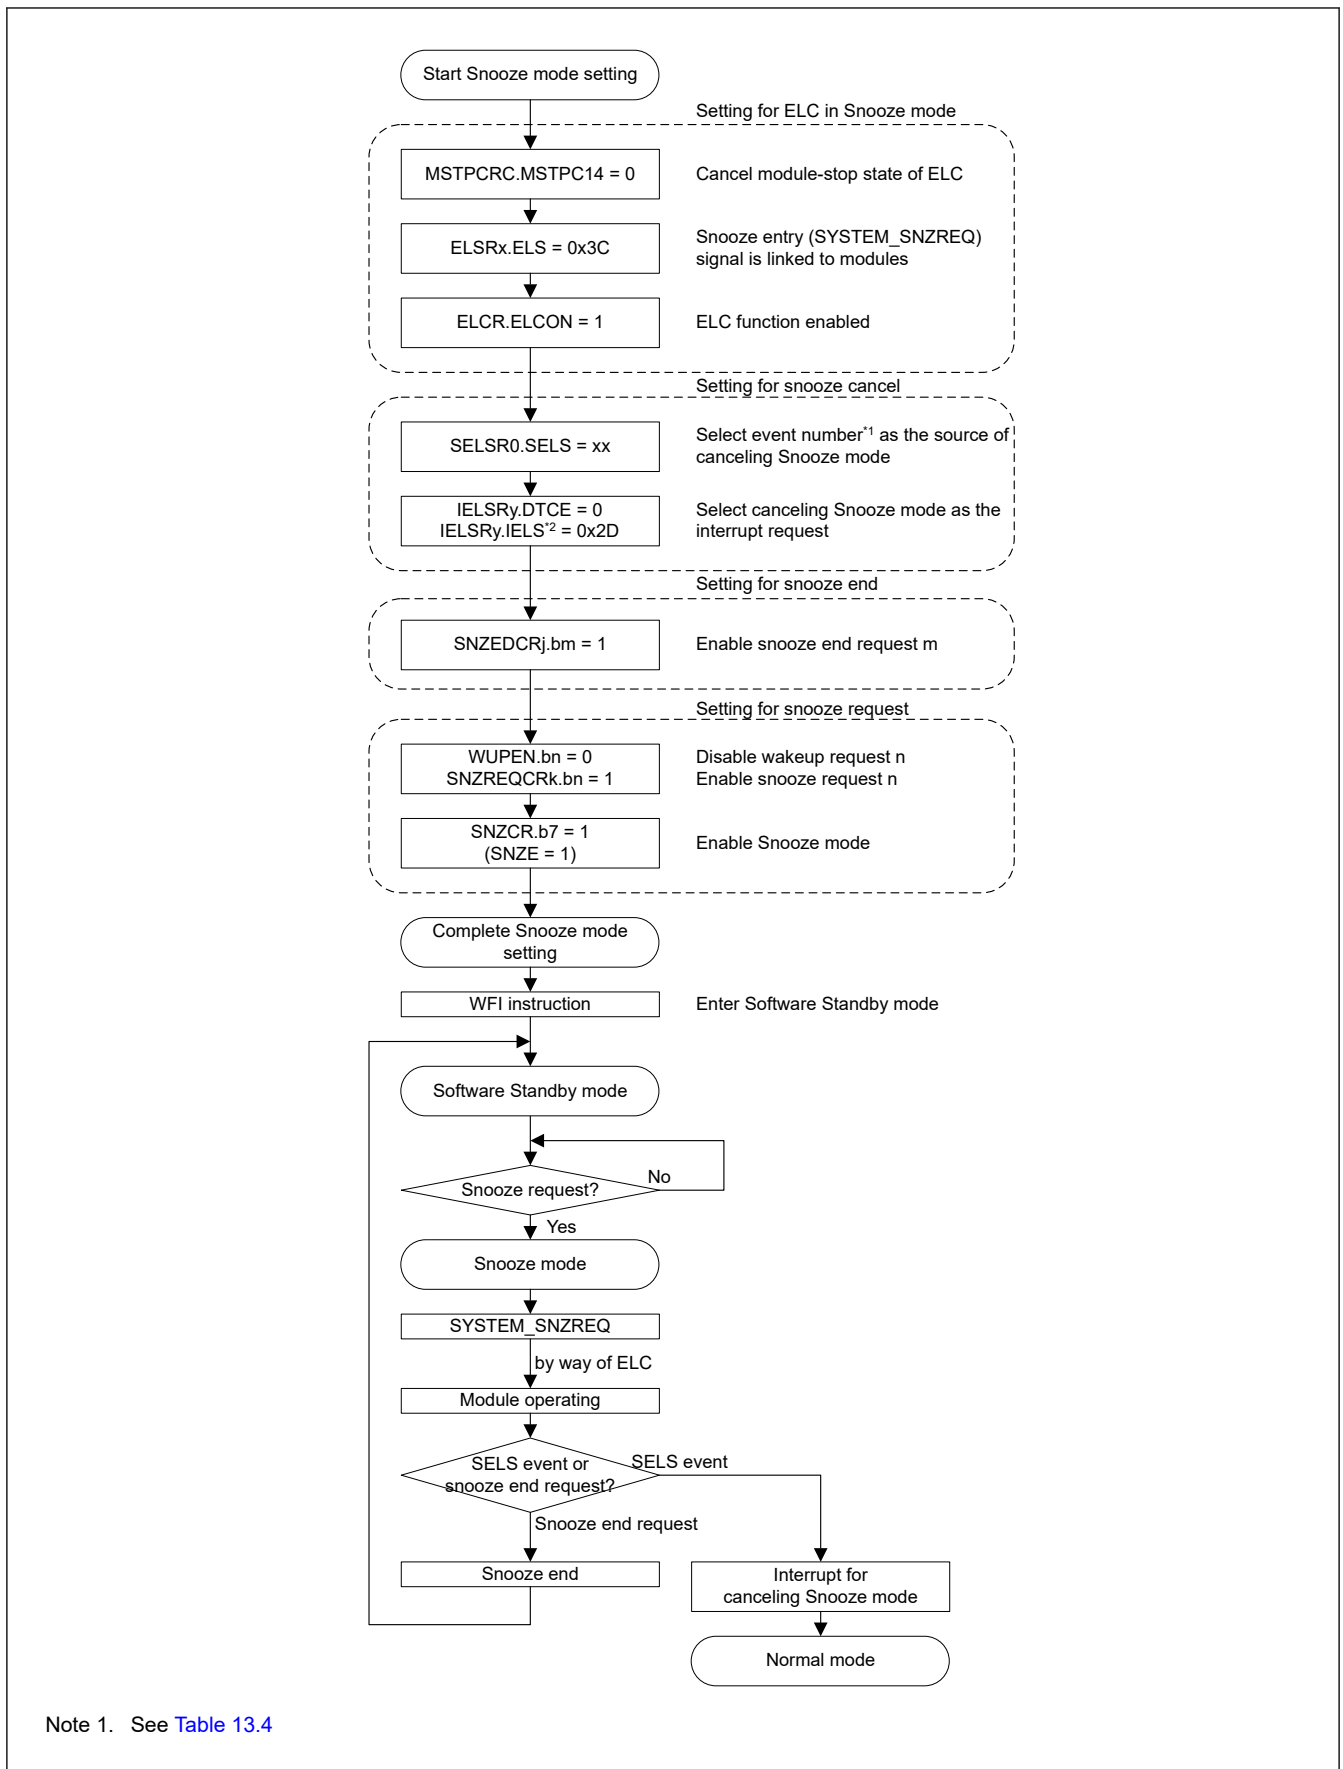 Start Snooze mode setting
Setting for ELC in Snooze mode
MSTPCRC.MSTPC14 = 0
Cancel module-stop state of ELC
ELSRx.ELS = 0x3C
Snooze entry (SYSTEM_SNZREQ)
signal is linked to modules
ELCR.ELCON = 1
ELC function enabled
Setting for snooze cancel
SELSR0.SELS = xx
Select event number*1 as the source of
canceling Snooze mode
IELSRy.DTCE = 0
IELSRy.IELS*2 = 0x2D
Select canceling Snooze mode as the
interrupt request
Setting for snooze end
SNZEDCRj.bm = 1
Enable snooze end request m
Setting for snooze request
WUPEN.bn = 0
SNZREQCRk.bn = 1
Disable wakeup request n
Enable snooze request n
SNZCR.b7 = 1
(SNZE = 1)
Enable Snooze mode
Complete Snooze mode
setting
WFI instruction
Enter Software Standby mode
Software Standby mode
Snooze request?
No
Yes
Snooze mode
SYSTEM_SNZREQ
by way of ELC
Module operating
SELS event or
snooze end request?
SELS event
Snooze end request
Snooze end
Interrupt for
canceling Snooze mode
Normal mode
Note 1. See Table 13.4